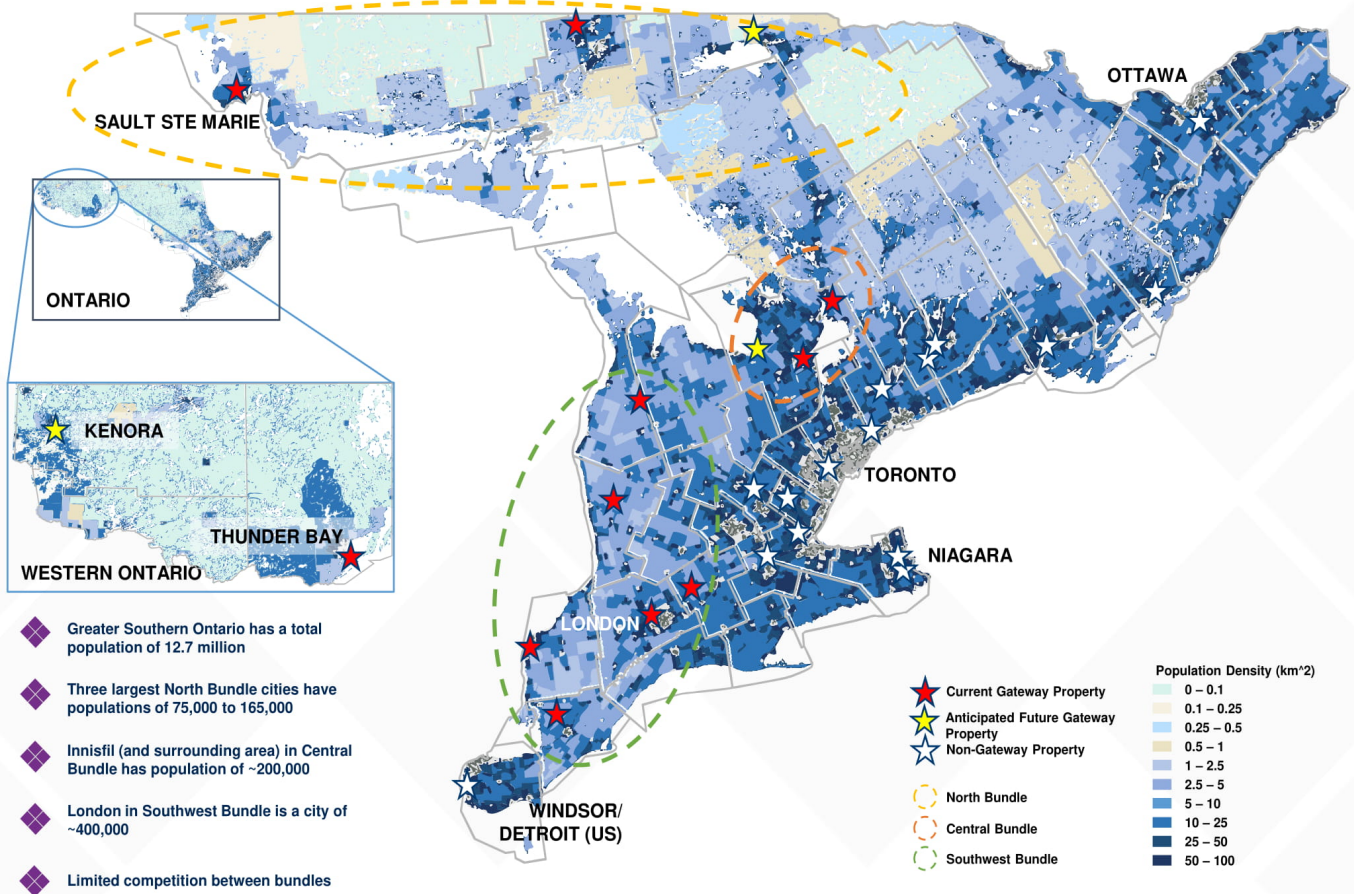 OTTAWA
SAULT STE MARIE
ONTARIO
KENORA
THUNDER BAY
WESTERN ONTARIO
TORONTO
NIAGARA
LONDON
WINDSOR/
DETROIT (US)
Greater Southern Ontario has a total
population of 12.7 million
Three largest North Bundle cities have
populations of 75,000 to 165,000
Innisfil (and surrounding area) in Central
Bundle has population of ~200,000
London in Southwest Bundle is a city of
~400,000
Limited competition between bundles
Current Gateway Property
Anticipated Future Gateway
Property
Non-Gateway Property
North Bundle
Central Bundle
Southwest Bundle
Population Density (km^2)
0 – 0.1
0.1 – 0.25
0.25 – 0.5
0.5 – 1
1 – 2.5
2.5 – 5
5 – 10
10 – 25
25 – 50
50 – 100